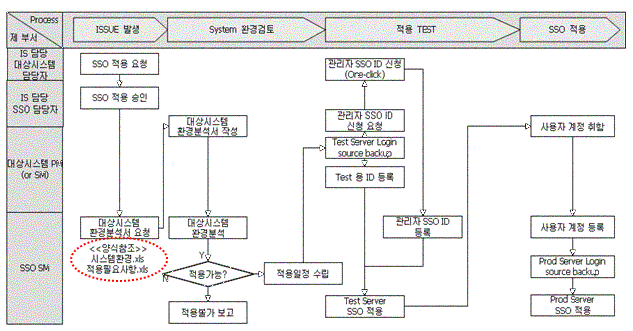 Process
제 부서
ISSUE 발생
System 환경검토
적용 TEST
SSO 적용
IS 담당
대상시스템
담당자
SSO 적용 요청
관리자 SSO ID 신청
(One-click)
IS 담당
SSO 담당자
SSO 적용 승인
관리자 SSO ID
신청 요청
대상시스템 PM
(or SM)
대상시스템
환경분석서 작성
Test Server Login
source backup
Test 용 ID 등록
사용자 계정 취합
SSO SM
대상시스템
환경분석서 요청
<<양식참조>>
시스템환경.xls
적용필요사항.xls
대상시스템
환경분석
Y
N
적용가능?
적용불가 보고
적용일정 수립
관리자 SSO ID
등록
Test Server
SSO 적용
사용자 계정 등록
Prod Server Login
source backup
Prod Server
SSO 적용